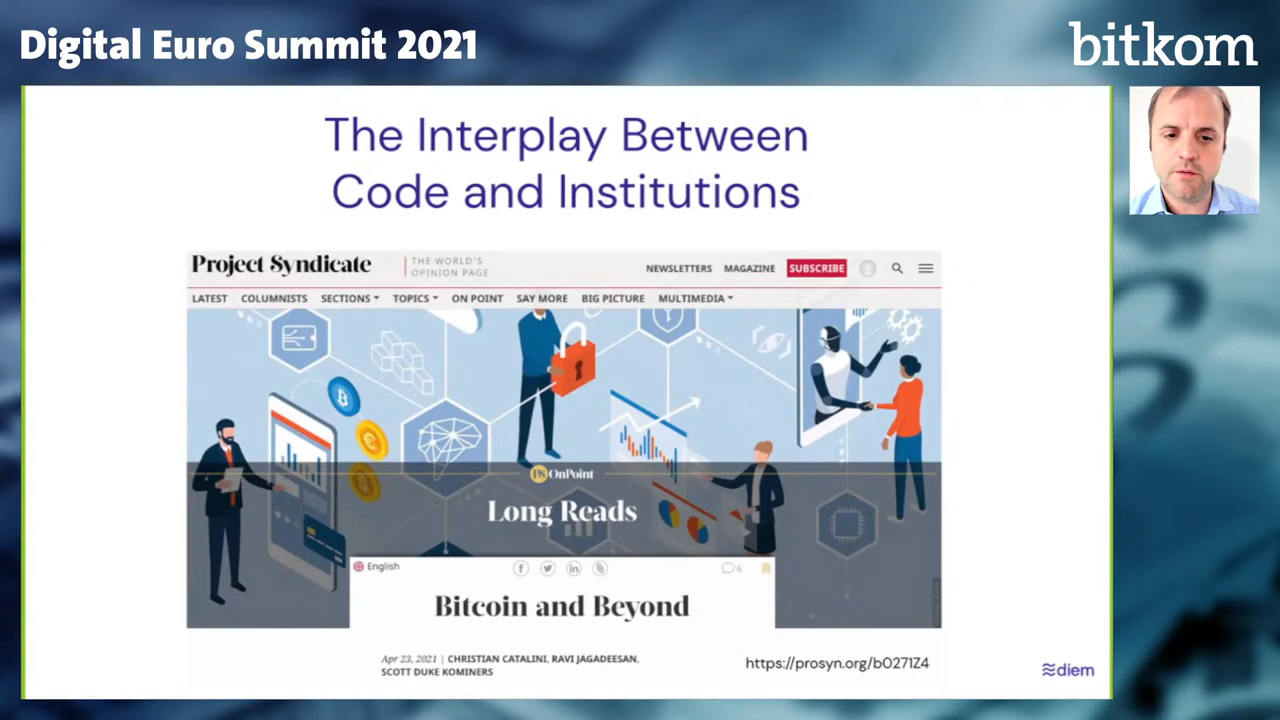 Digital Euro Summit 2021
bitkom
The Interplay Between
Code and Institutions
Project Syndicate
THE WORLD'S
OPINION PAGE
NEWSLETTERS MAGAZINE SUBSCRIBE
LATEST COLUMNISTS SECTIONS TOPICS ON POINT SAY MORE BIG PICTURE MULTIMEDIA
PS OnPoint
Long Reads
English
6
Bitcoin and Beyond
Apr 23, 2021 | CHRISTIAN CATALINI, RAVI JAGADEESAN,
SCOTT DUKE KOMINERS
https://prosyn.org/b0271Z4
diem